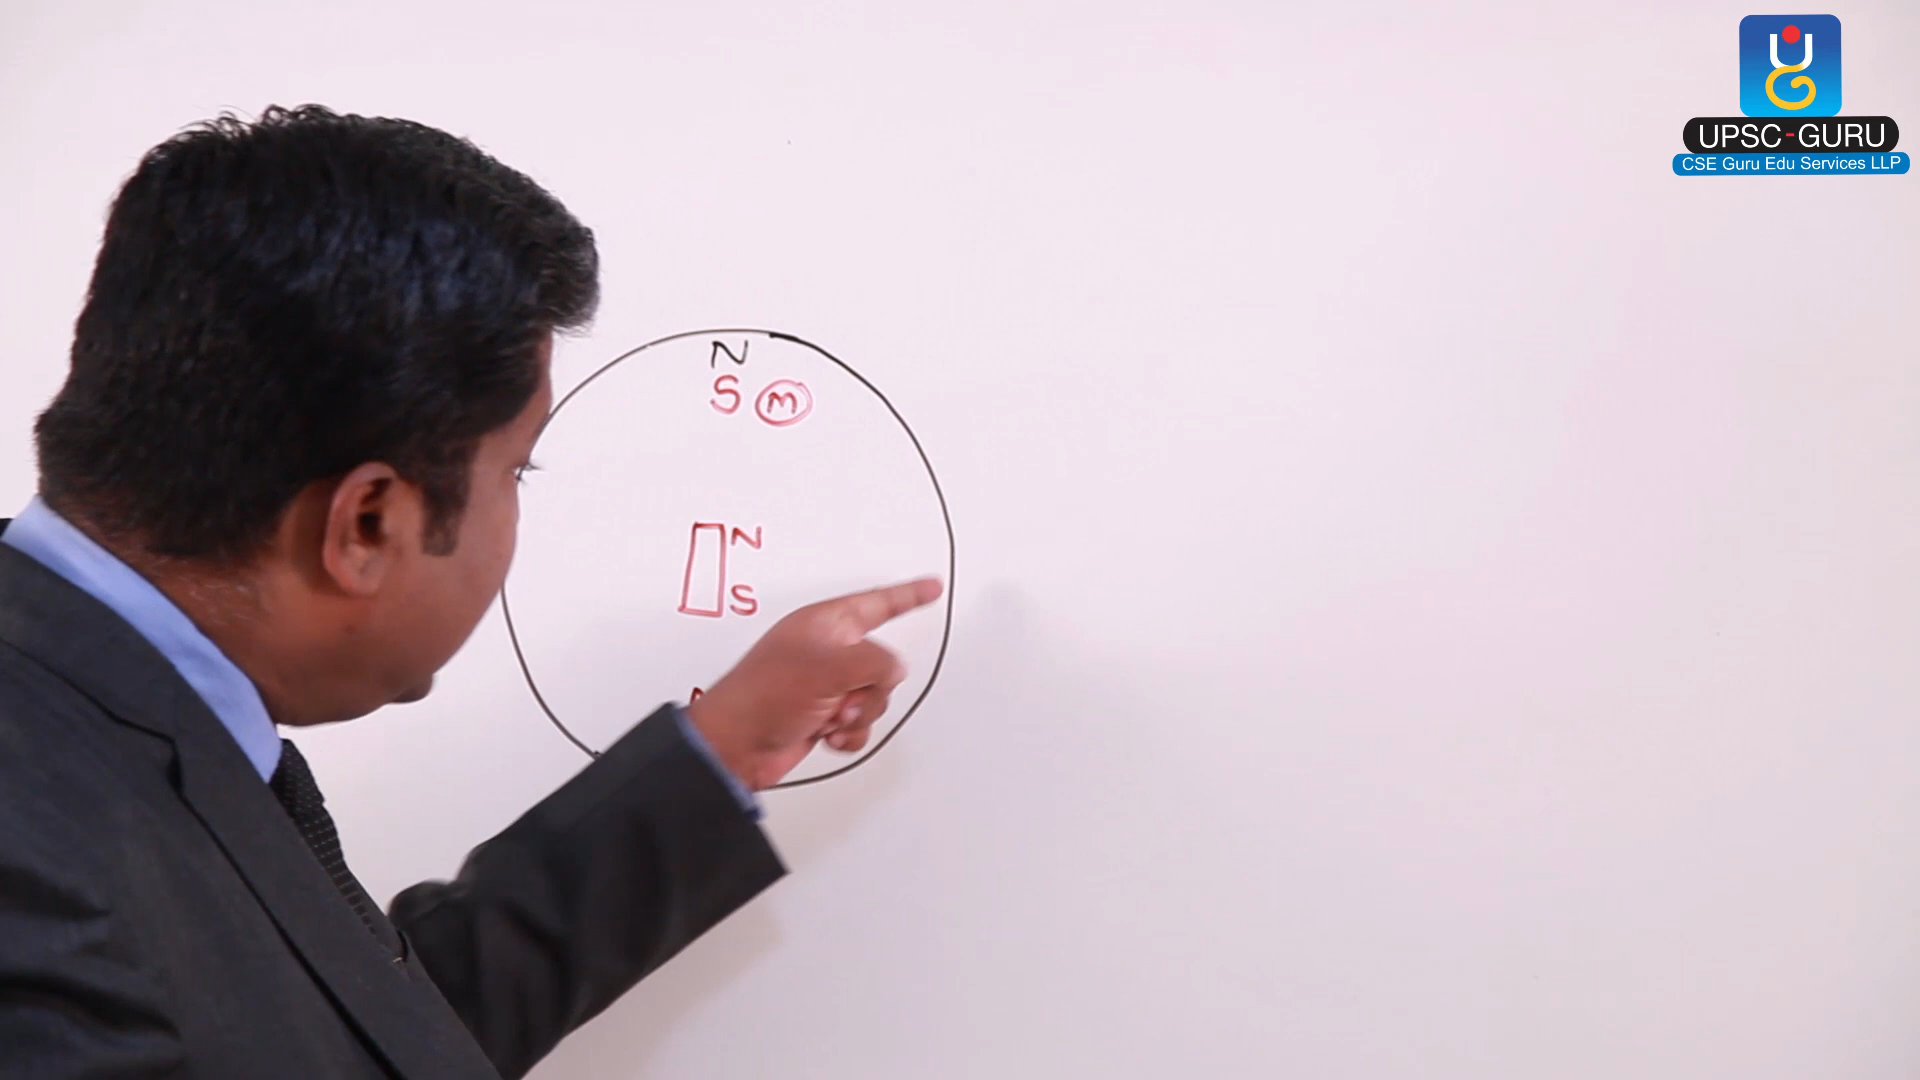 UPSC-GURU
CSE Guru Edu Services LLP
N
S M
N
S